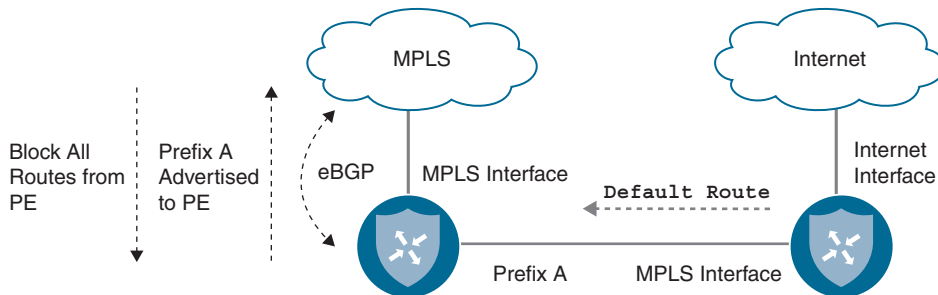 MPLS
Internet
Block All
Routes from
PE
Prefix A
Advertised
to PE
eBGP
MPLS Interface
Default Route
Internet
Interface
Prefix A
MPLS Interface